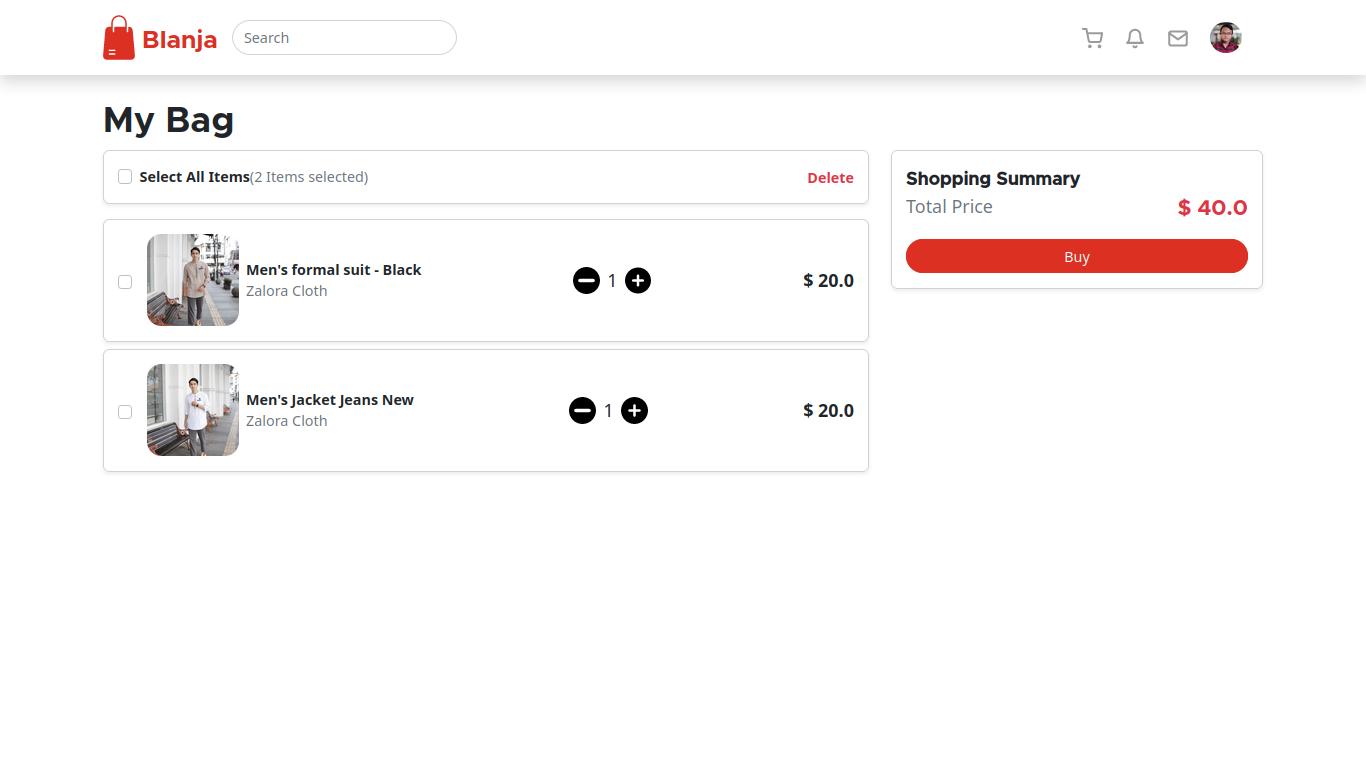 Blanja
Search
My Bag
Select All Items(2 Items selected)
Delete
Men's formal suit - Black
Zalora Cloth
1
$ 20.0
Men's Jacket Jeans New
Zalora Cloth
1
$ 20.0
Shopping Summary
Total Price
$ 40.0
Buy